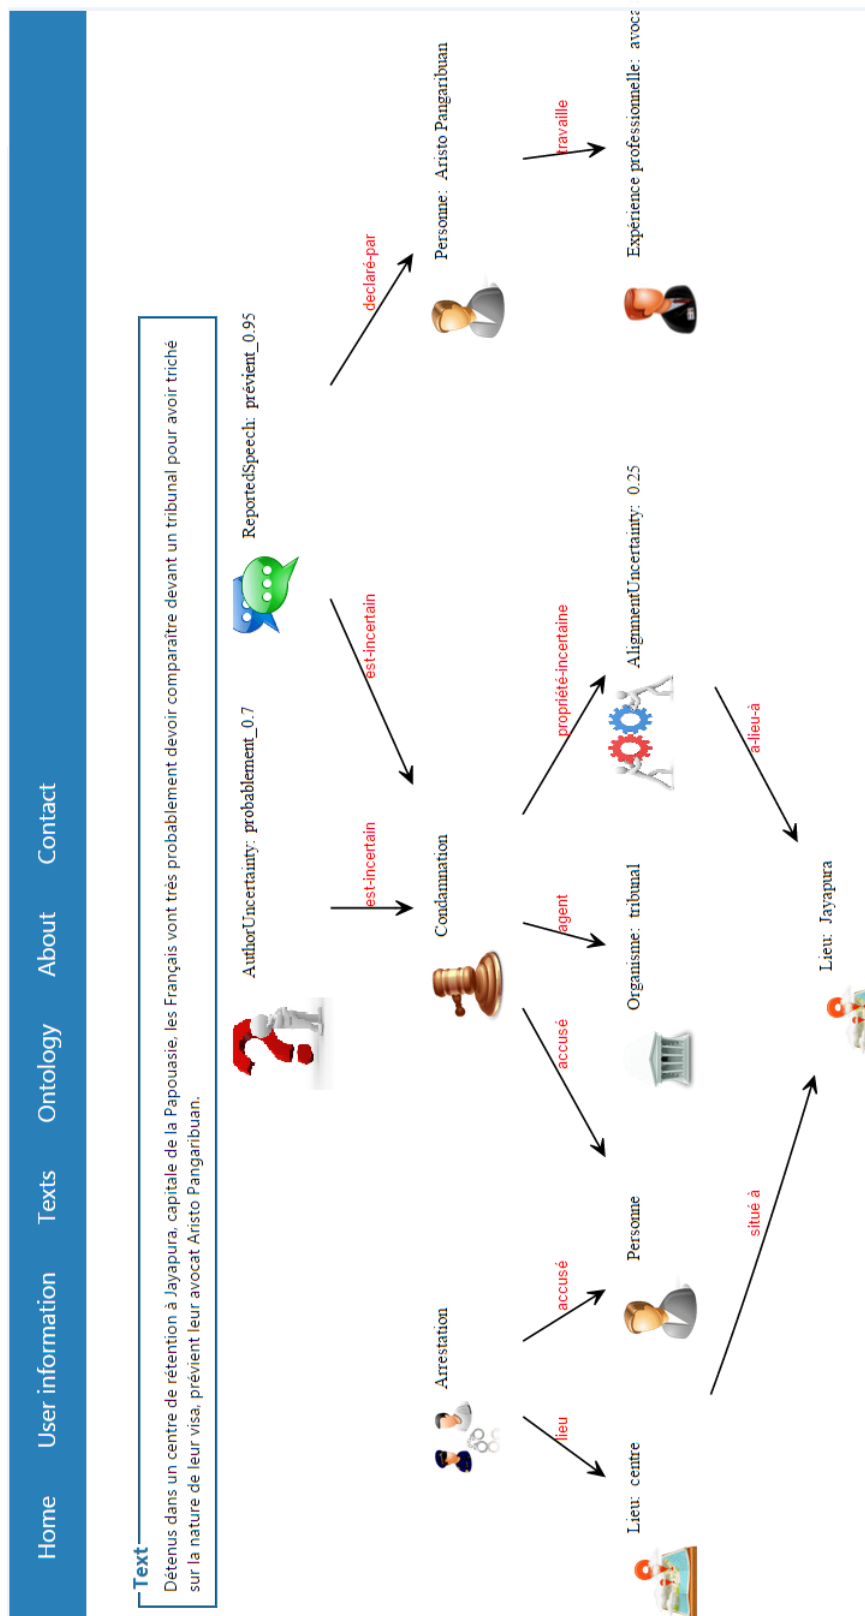 Home User information Texts Ontology About Contact
Text
Détenus dans un centre de rétention à Jayapura, capitale de la Papouasie, les Français vont très probablement devoir comparaître devant un tribunal pour avoir triché
sur la nature de leur visa, prévient leur avocat Aristo Pangaribuan.
AuthorUncertainty: probablement_0.7
ReportedSpeech: prévient_0.95
est-incertain
est-incertain
declaré-par
Arrestation
Condamnation
Personne: Aristo Pangaribuan
lieu
accusé
accusé
agent
propriété-incertaine
travaille
Lieu: centre
Personne
Organisme: tribunal
AlignmentUncertainty: 0.25
Expérience professionnelle: avoca
situé à
a-lieu-à
Lieu: Jayapura